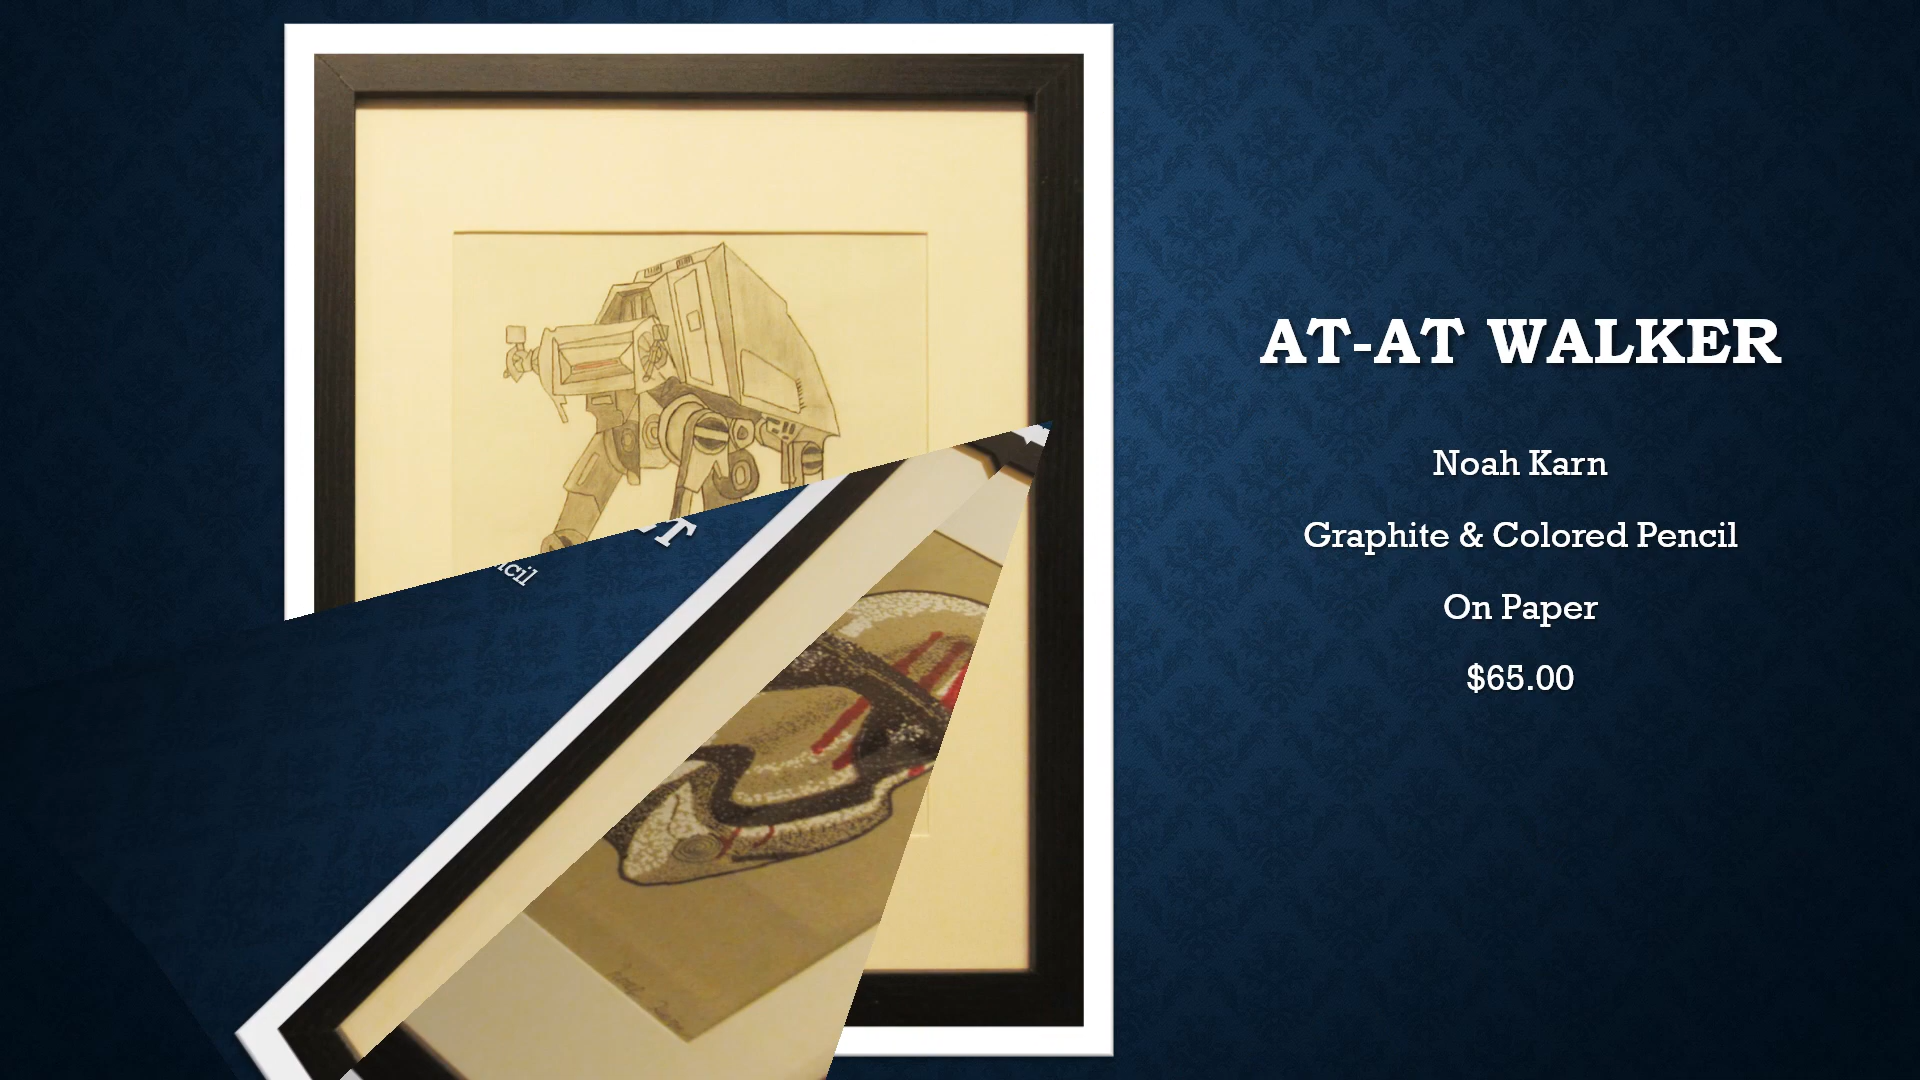 AT-AT WALKER
Noah Karn
Graphite & Colored Pencil
On Paper
$65.00